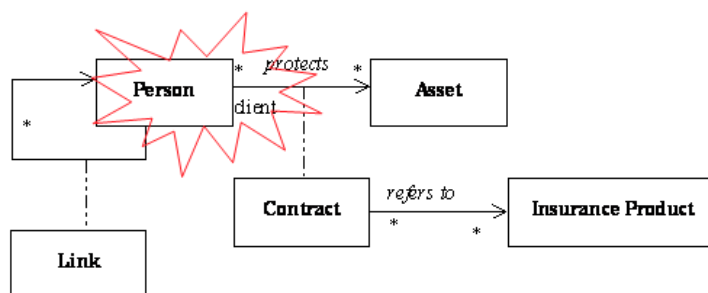 * protects *
Person
Asset
client
*
Contract
refers to
Insurance Product
* *
Link